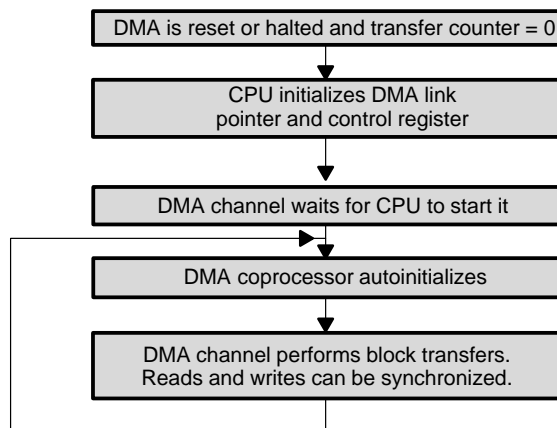 DMA is reset or halted and transfer counter = 0
CPU initializes DMA link
pointer and control register
DMA channel waits for CPU to start it
DMA coprocessor autoinitializes
DMA channel performs block transfers.
Reads and writes can be synchronized.